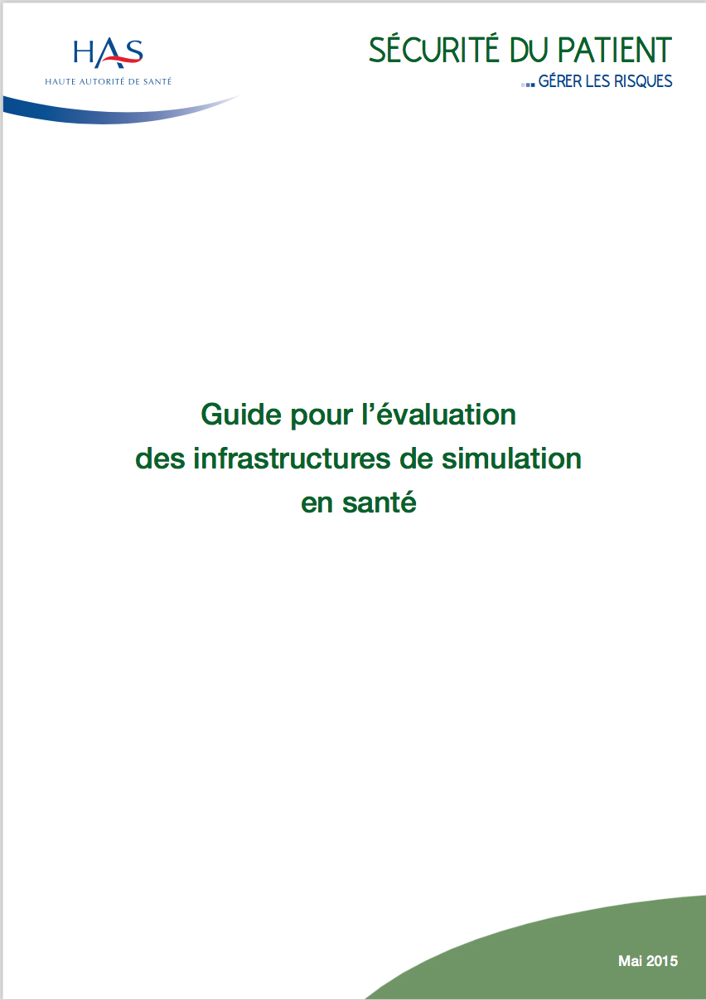 HAS
HAUTE AUTORITÉ DE SANTÉ
SÉCURITÉ DU PATIENT
GÉRER LES RISQUES
Guide pour l’évaluation
des infrastructures de simulation
en santé
Mai 2015